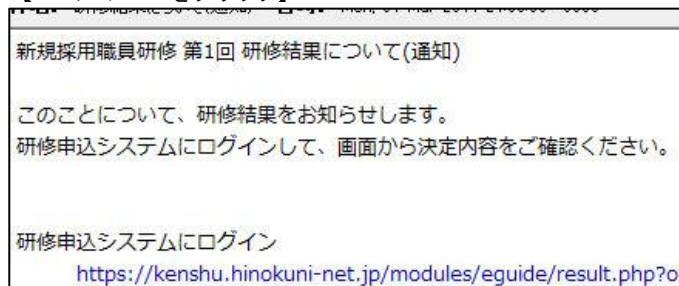 新規採用職員研修 第1回 研修結果について(通知)
このことについて、研修結果をお知らせします。
研修申込システムにログインして、画面から決定内容をご確認ください。
研修申込システムにログイン
https://kenshu.hinokuni-net.jp/modules/eguide/result.php?o